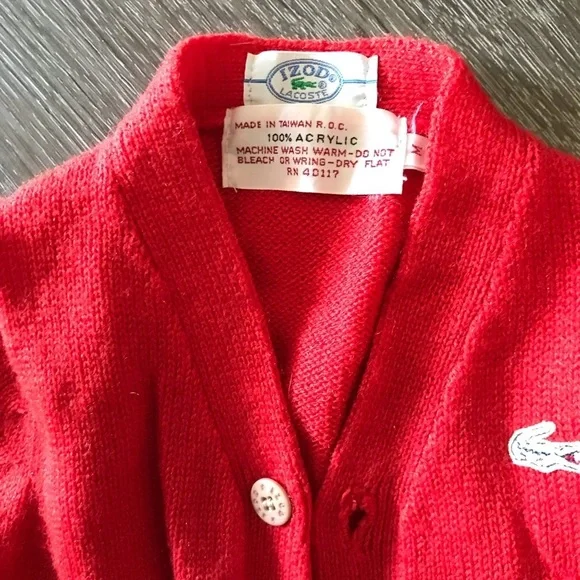 IZOD®
®
LACOSTE
MADE IN TAIWAN R.O.C.
100% ACRYLIC
MACHINE WASH WARM-DO NOT
BLEACH OR WRING-DRY FLAT
RN 40117
M